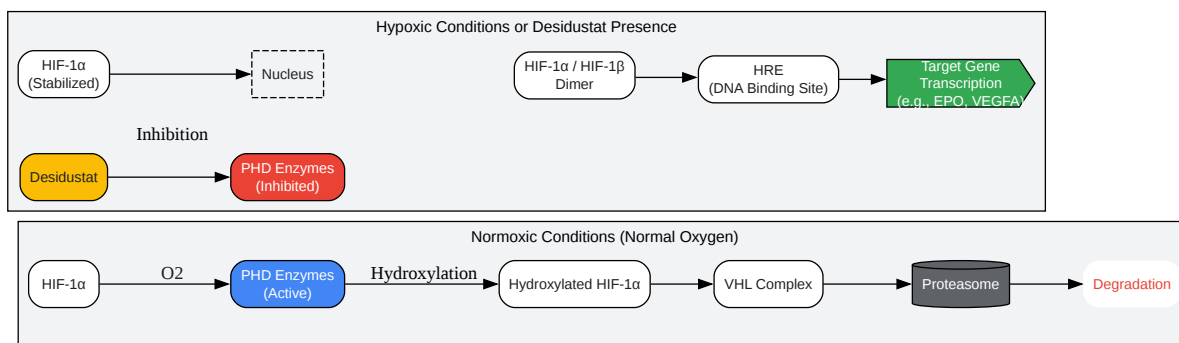 Hypoxic Conditions or Desidustat Presence
HIF-1α
(Stabilized)
Nucleus
HIF-1α / HIF-1β
Dimer
HRE
(DNA Binding Site)
Target Gene
Transcription
(e.g., EPO, VEGFA)
Inhibition
Desidustat
PHD Enzymes
(Inhibited)
Normoxic Conditions (Normal Oxygen)
HIF-1α
O2
PHD Enzymes
(Active)
Hydroxylation
Hydroxylated HIF-1α
VHL Complex
Proteasome
Degradation